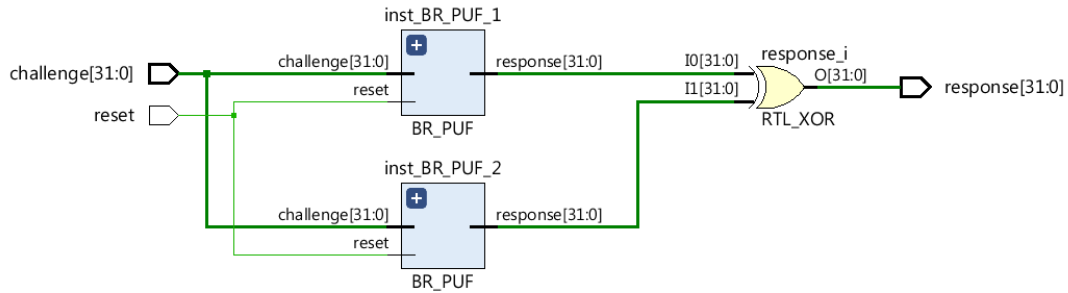 inst_BR_PUF_1
challenge[31:0]
challenge[31:0]
response[31:0]
reset
reset
BR_PUF
I0[31:0]
I1[31:0]
response_i
O[31:0]
RTL_XOR
response[31:0]
inst_BR_PUF_2
challenge[31:0]
response[31:0]
reset
BR_PUF